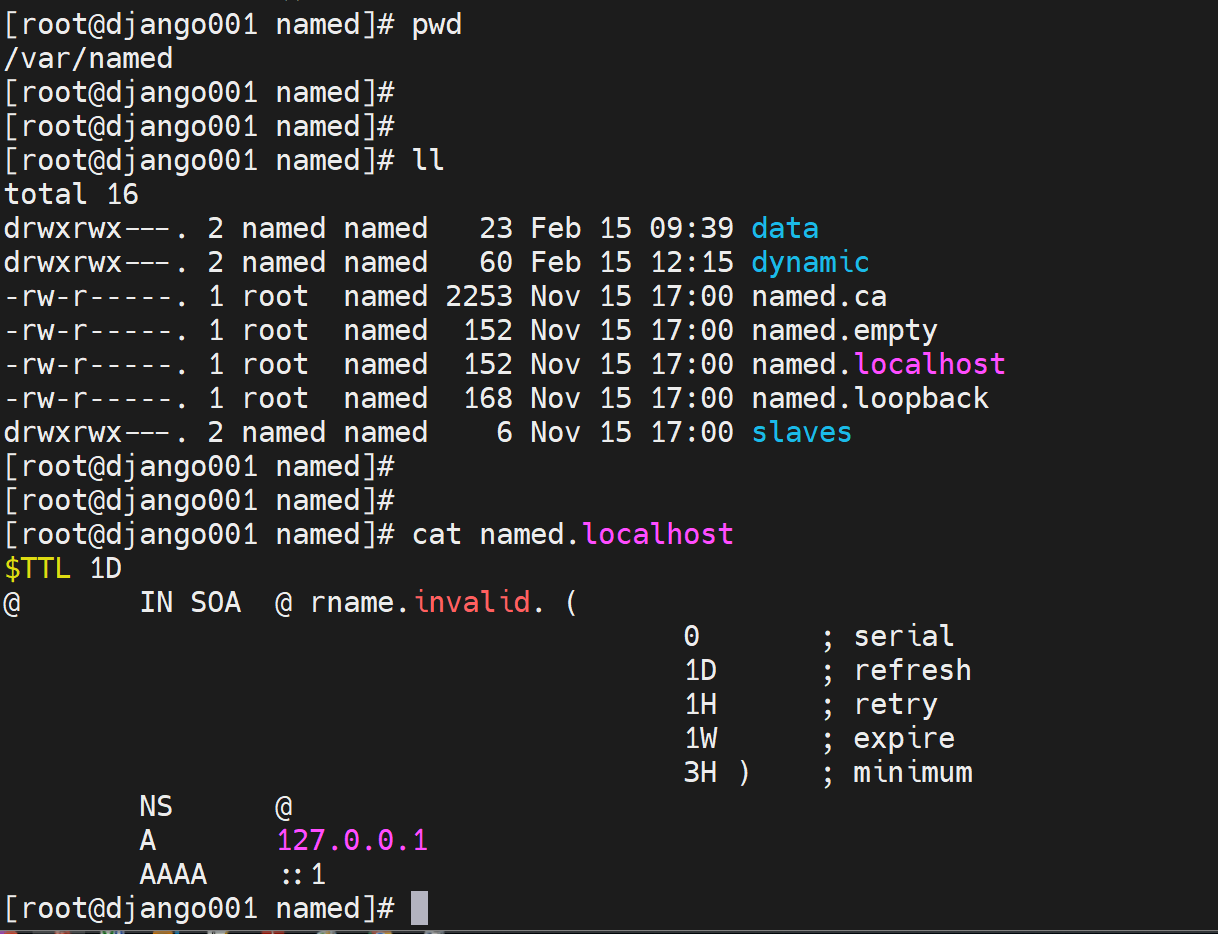 [root@django001 named]# pwd
/var/named
[root@django001 named]#
[root@django001 named]#
[root@django001 named]# ll
total 16
drwxrwx---. 2 named named   23 Feb 15 09:39 data
drwxrwx---. 2 named named   60 Feb 15 12:15 dynamic
-rw-r-----. 1 root  named 2253 Nov 15 17:00 named.ca
-rw-r-----. 1 root  named  152 Nov 15 17:00 named.empty
-rw-r-----. 1 root  named  152 Nov 15 17:00 named.localhost
-rw-r-----. 1 root  named  168 Nov 15 17:00 named.loopback
drwxrwx---. 2 named named    6 Nov 15 17:00 slaves
[root@django001 named]#
[root@django001 named]#
[root@django001 named]# cat named.localhost
$TTL 1D
@       IN SOA  @ rname.invalid. (
                                        0       ; serial
                                        1D      ; refresh
                                        1H      ; retry
                                        1W      ; expire
                                        3H )    ; minimum
        NS      @
        A       127.0.0.1
        AAAA    ::1
[root@django001 named]#